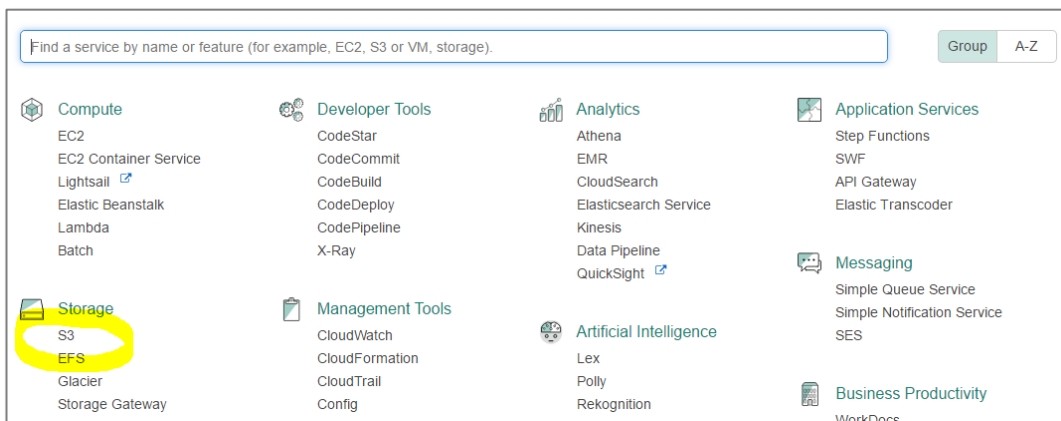 Find a service by name or feature (for example, EC2, S3 or VM, storage).
Group
A-Z
Compute
EC2
EC2 Container Service
Lightsail
Elastic Beanstalk
Lambda
Batch
Storage
S3
EFS
Glacier
Storage Gateway
Developer Tools
CodeStar
CodeCommit
CodeBuild
CodeDeploy
CodePipeline
X-Ray
Management Tools
CloudWatch
CloudFormation
CloudTrail
Config
Analytics
Athena
EMR
CloudSearch
Elasticsearch Service
Kinesis
Data Pipeline
QuickSight
Artificial Intelligence
Lex
Polly
Rekognition
Application Services
Step Functions
SWF
API Gateway
Elastic Transcoder
Messaging
Simple Queue Service
Simple Notification Service
SES
Business Productivity
WorkDocs